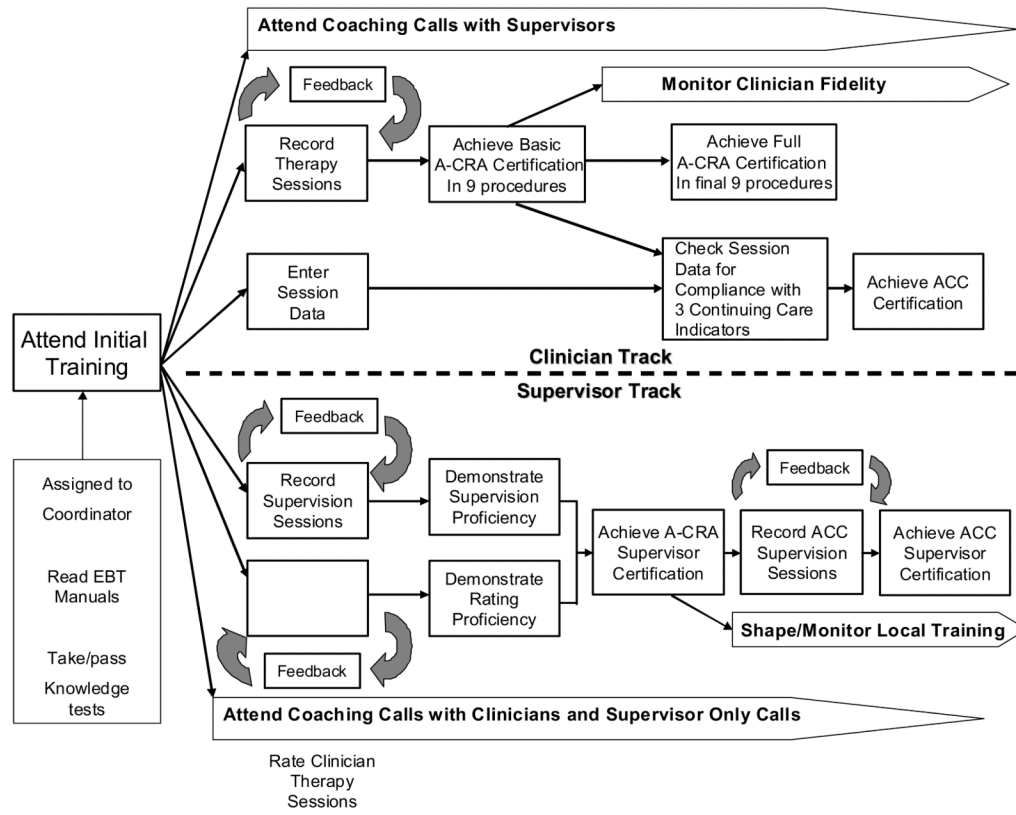 Attend Coaching Calls with Supervisors
Feedback
Monitor Clinician Fidelity
Record
Therapy
Sessions
Achieve Basic
A-CRA Certification
In 9 procedures
Achieve Full
A-CRA Certification
In final 9 procedures
Enter
Session
Data
Check Session
Data for
Compliance with
3 Continuing Care
Indicators
Achieve ACC
Certification
Attend Initial
Training
Clinician Track
Supervisor Track
Assigned to
Coordinator
Read EBT
Manuals
Take/pass
Knowledge
tests
Feedback
Record
Supervision
Sessions
Demonstrate
Supervision
Proficiency
Demonstrate
Rating
Proficiency
Achieve A-CRA
Supervisor
Certification
Feedback
Record ACC
Supervision
Sessions
Achieve ACC
Supervisor
Certification
Shape/Monitor Local Training
Feedback
Attend Coaching Calls with Clinicians and Supervisor Only Calls
Rate Clinician
Therapy
Sessions